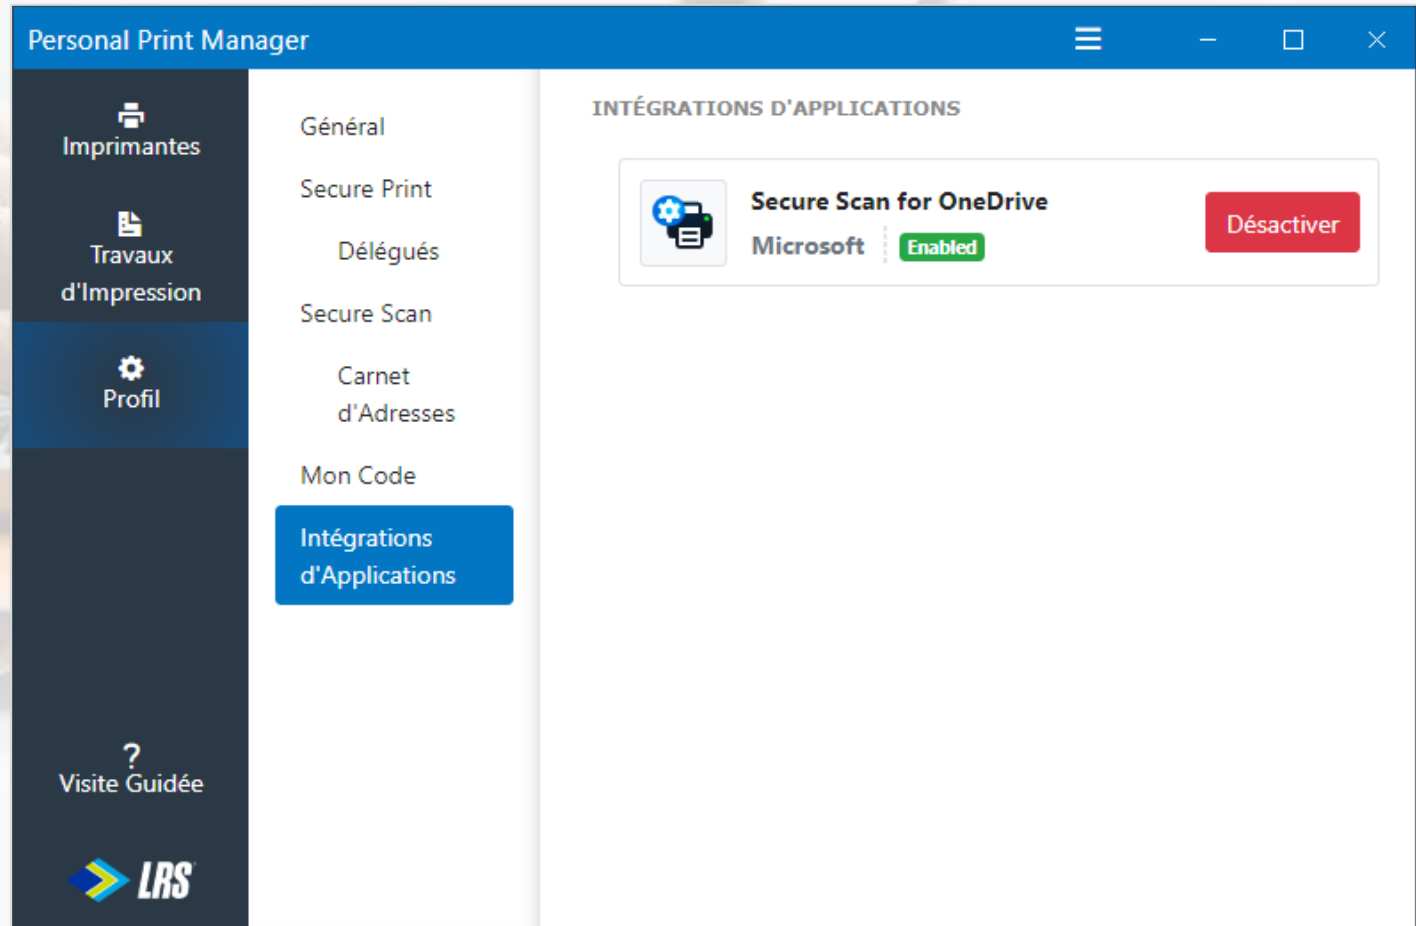 Personal Print Manager
Imprimantes
Travaux
d'Impression
Profil
?
Visite Guidée
LRS
Général
Secure Print
Délégués
Secure Scan
Carnet
d'Adresses
Mon Code
Intégrations
d'Applications
INTÉGRATIONS D'APPLICATIONS
Secure Scan for OneDrive
Microsoft
Enabled
Désactiver